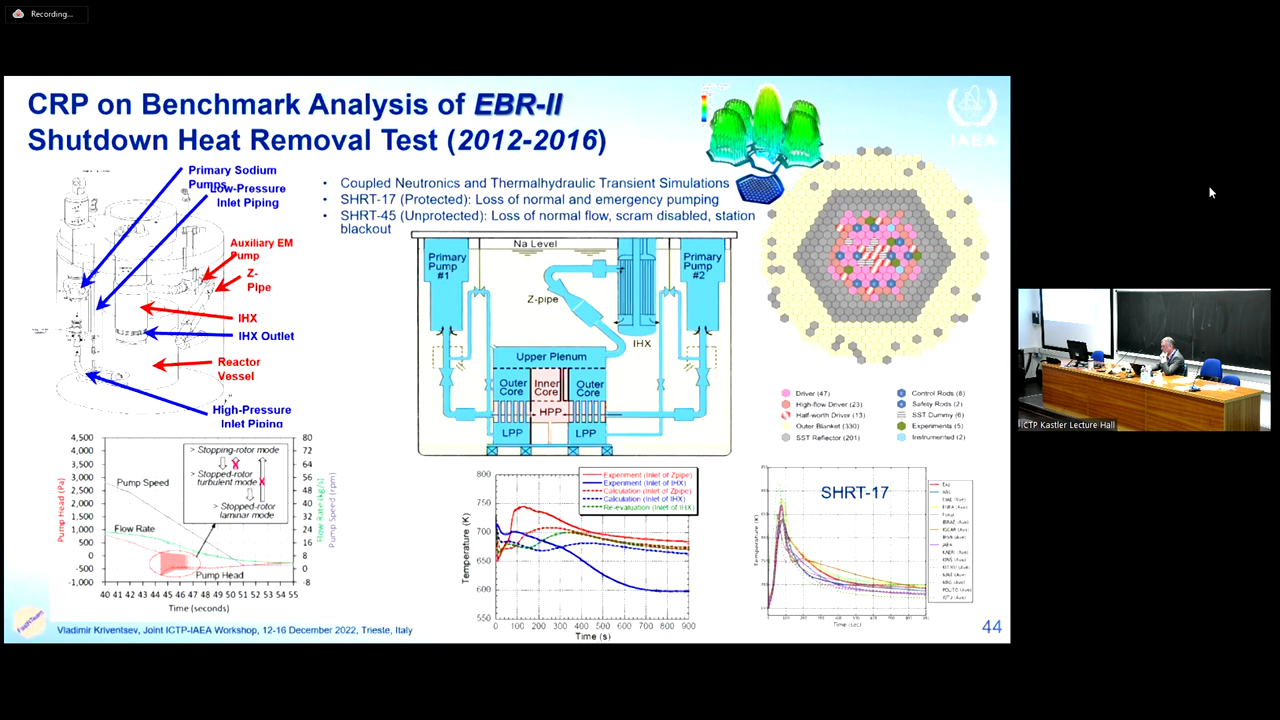 Recording...
CRP on Benchmark Analysis of EBR-II
Shutdown Heat Removal Test (2012-2016)
IAEA
Primary Sodium
Pumps
Low-Pressure
Inlet Piping
Auxiliary EM
Pump
Z-
Pipe
IHX
IHX Outlet
Reactor
Vessel
High-Pressure
Inlet Piping
• Coupled Neutronics and Thermalhydraulic Transient Simulations
• SHRT-17 (Protected): Loss of normal and emergency pumping
• SHRT-45 (Unprotected): Loss of normal flow, scram disabled, station
blackout
Na Level
Primary
Pump
#1
Primary
Pump
#2
Z-pipe
IHX
Upper Plenum
Outer
Core
Inner
Core
Outer
Core
HPP
LPP
LPP
Driver (47)
High-flow Driver (23)
Half-worth Driver (13)
Outer Blanket (330)
SST Reflector (201)
Control Rods (8)
Safety Rods (2)
SST Dummy (6)
Experiments (5)
Instrumented (2)
4,500
4,000
3,500
3,000
2,500
2,000
1,500
1,000
500
0
-500
-1,000
Pump Head (Pa)
80
72
64
56
48
40
32
24
16
8
0
-8
Flow Rate (kg/s)
Pump Speed (rpm)
> Stopping-rotor mode
> Stopped-rotor
turbulent mode
> Stopped-rotor
laminar mode
Pump Speed
Flow Rate
Pump Head
40 41 42 43 44 45 46 47 48 49 50 51 52 53 54 55
Time (seconds)
800
750
700
650
600
550
Temperature (K)
Experiment (Inlet of Zpipe)
Experiment (Inlet of IHX)
Calculation (Inlet of Zpipe)
Calculation (Inlet of IHX)
Re-evaluation (Inlet of IHX)
0 100 200 300 400 500 600 700 800 900
Time (s)
SHRT-17
Temperature (K)
Time (sec)
Vladimir Kriventsev, Joint ICTP-IAEA Workshop, 12-16 December 2022, Trieste, Italy
44
ICTP Kastler Lecture Hall